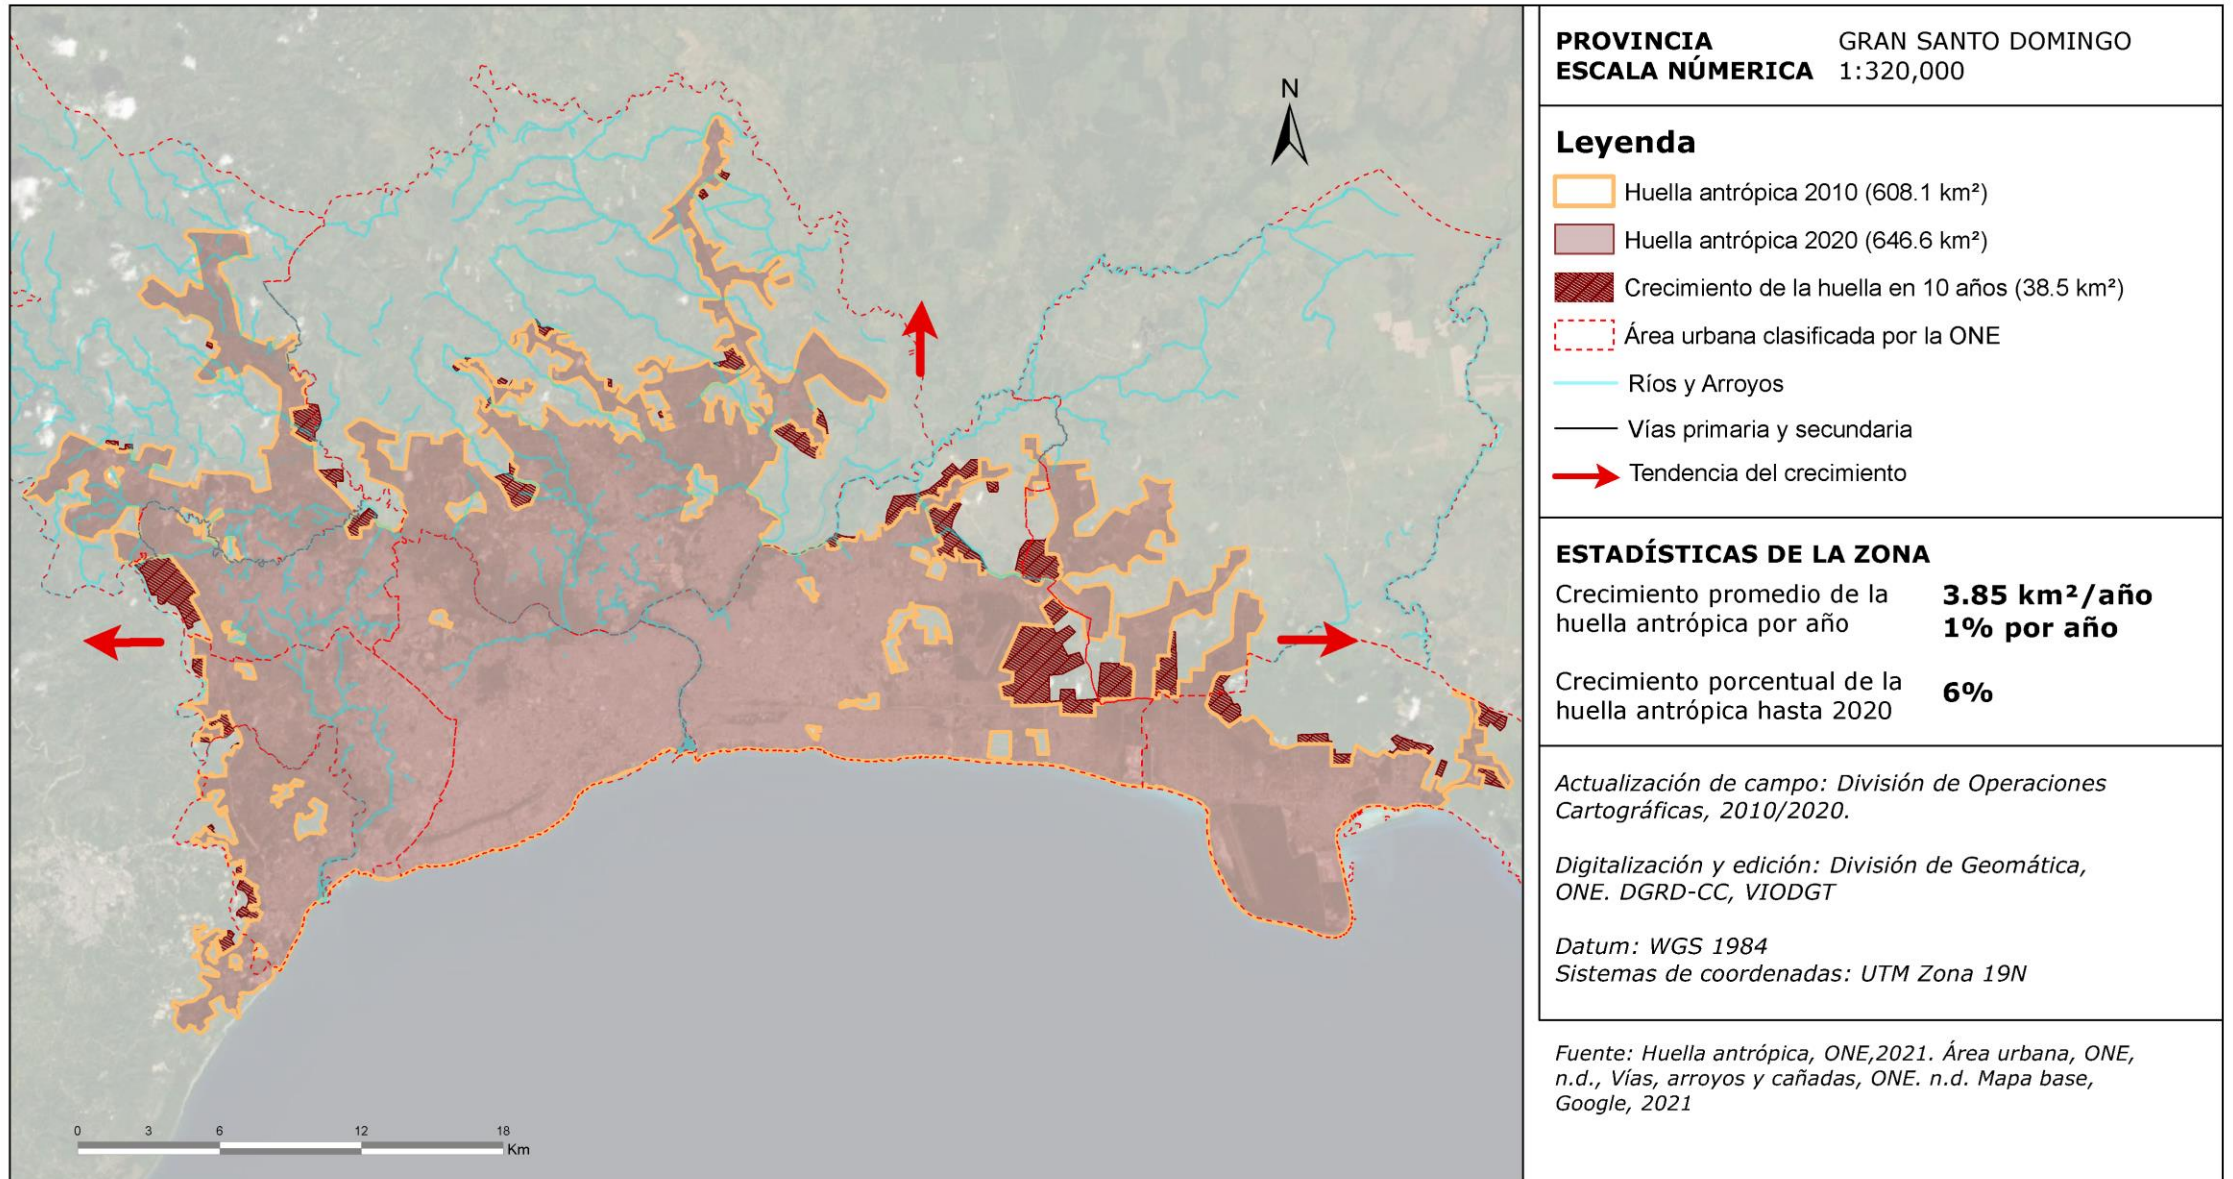 PROVINCIA GRAN SANTO DOMINGO
ESCALA NÚMERICA 1:320,000
N
Leyenda
Huella antrópica 2010 (608.1 km²)
Huella antrópica 2020 (646.6 km²)
Crecimiento de la huella en 10 años (38.5 km²)
Área urbana clasificada por la ONE
Ríos y Arroyos
Vías primaria y secundaria
Tendencia del crecimiento
ESTADÍSTICAS DE LA ZONA
Crecimiento promedio de la 3.85 km²/año
huella antrópica por año 1% por año
Crecimiento porcentual de la
huella antrópica hasta 2020 6%
Actualización de campo: División de Operaciones
Cartográficas, 2010/2020.
Digitalización y edición: División de Geomática,
ONE. DGRD-CC, VIODGT
Datum: WGS 1984
Sistemas de coordenadas: UTM Zona 19N
Fuente: Huella antrópica, ONE,2021. Área urbana, ONE,
n.d., Vías, arroyos y cañadas, ONE. n.d. Mapa base,
Google, 2021
0 3 6 12 18
Km